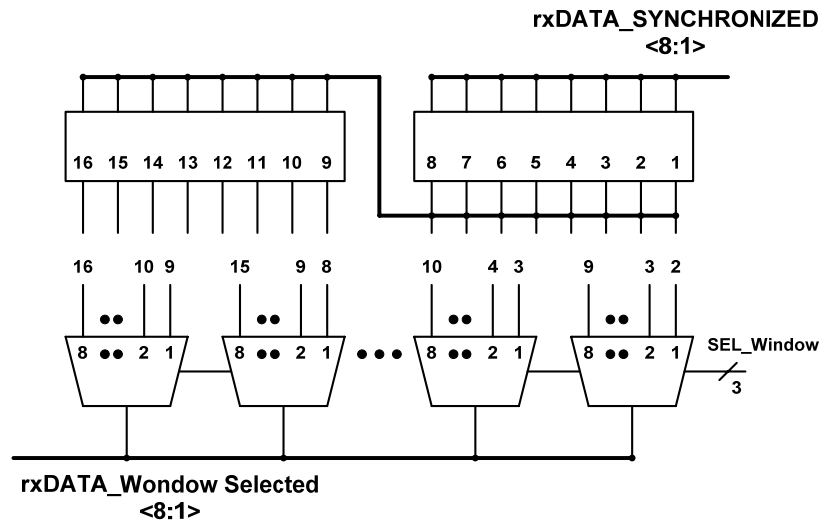 rxDATA_SYNCHRONIZED
<8:1>
16 15 14 13 12 11 10 9
8 7 6 5 4 3 2 1
16 10 9
15 9 8
10 4 3
9 3 2
8 2 1
8 2 1
8 2 1
8 2 1
SEL_Window
3
rxDATA_Wondow Selected
<8:1>